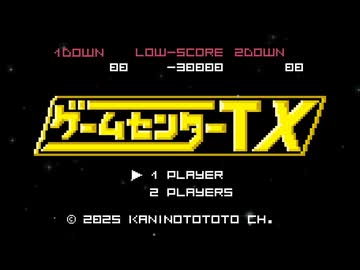 1DOWN LOW-SCORE 2DOWN
00 -30000 00
ゲームセンターTX
▶ 1 PLAYER
2 PLAYERS
© 2025 KANINOTOTOTO CH.